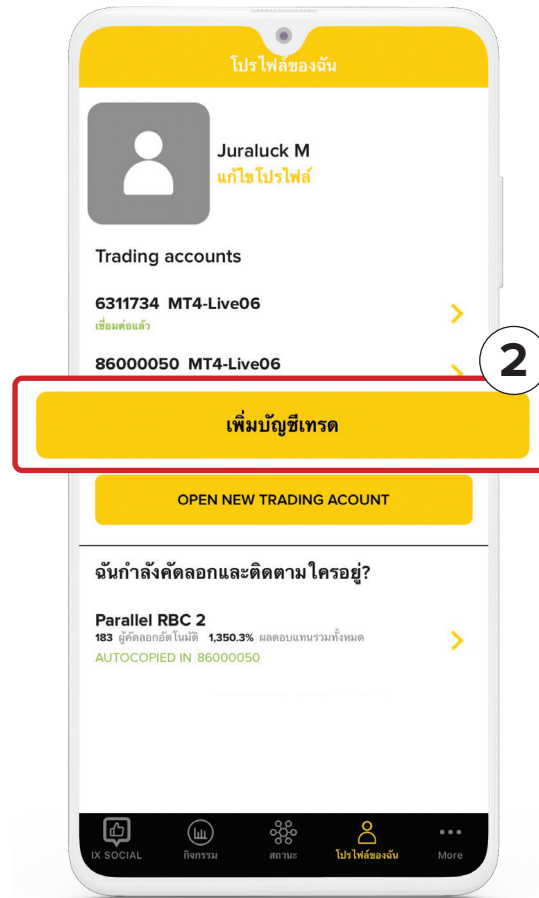 โปรไฟล์ของฉัน
Juraluck M
แก้ไขโปรไฟล์
Trading accounts
6311734 MT4-Live06
เชื่อมต่อแล้ว
86000050 MT4-Live06
2
เพิ่มบัญชีเทรด
OPEN NEW TRADING ACOUNT
ฉันกำลังคัดลอกและติดตามใครอยู่?
Parallel RBC 2
183 ผู้คัดลอกอัตโนมัติ 1,350.3% ผลตอบแทนรวมทั้งหมด
AUTOCOPIED IN 86000050
IX SOCIAL กิจกรรม สถานะ โปรไฟล์ของฉัน More